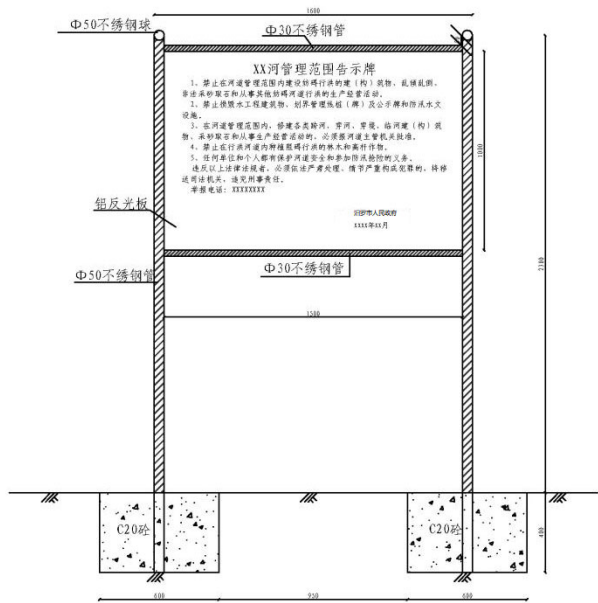 1600
Φ50不锈钢球
Φ30不锈钢管
XX河管理范围告示牌
1、禁止在河道管理范围内建设妨碍行洪的建（构）筑物、乱倾乱倒、
非法采砂取石和从事其他妨碍河道行洪的生产经营活动。
2、禁止损毁水工程建筑物、划界管理线桩（牌）及公示牌和防汛水文
设施。
3、在河道管理范围内，修建各类跨河、穿河、穿堤、临河建（构）筑
物、采砂取石和从事生产经营活动的，必须报河道主管机关批准。
4、禁止在行洪河道内种植阻碍行洪的林木和高杆作物。
5、任何单位和个人都有保护河道安全和参加防汛抢险的义务。
违反以上法律法规者，必须依法严肃处理，情节严重构成犯罪的，将移
送司法机关，追究刑事责任。
举报电话：XXXXXXXX
汨罗市人民政府
XXXX年XX月
1000
2100
铝反光板
Φ50不锈钢管
Φ30不锈钢管
1500
C20砼
C20砼
400
600
950
600